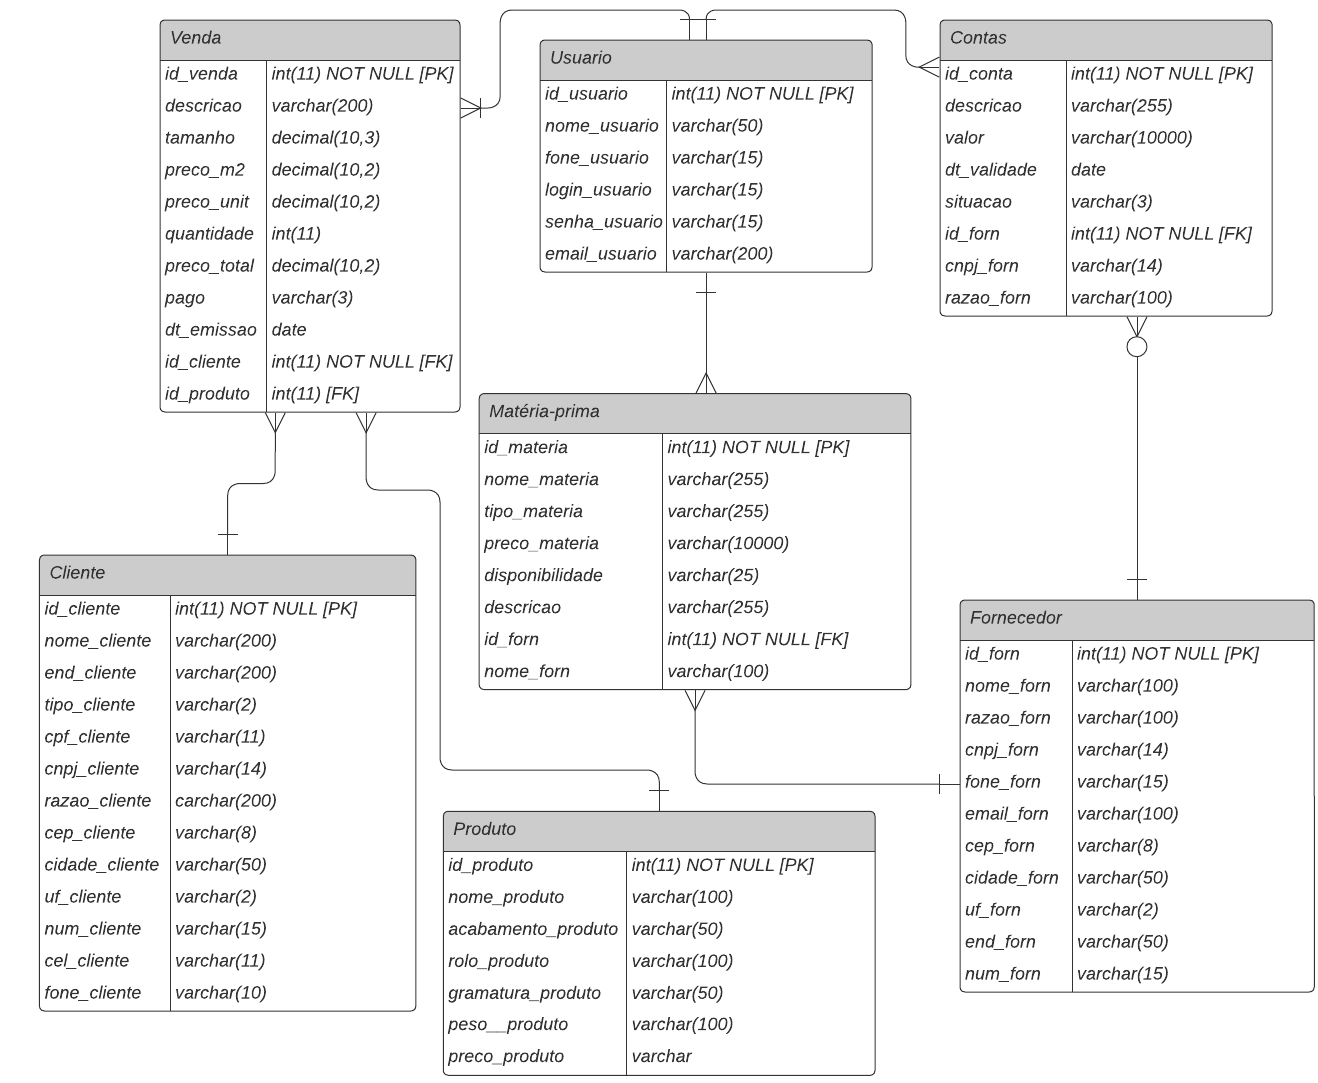 Venda
id_venda int(11) NOT NULL [PK]
descricao varchar(200)
tamanho decimal(10,3)
preco_m2 decimal(10,2)
preco_unit decimal(10,2)
quantidade int(11)
preco_total decimal(10,2)
pago varchar(3)
dt_emissao date
id_cliente int(11) NOT NULL [FK]
id_produto int(11) [FK]
Usuario
id_usuario int(11) NOT NULL [PK]
nome_usuario varchar(50)
fone_usuario varchar(15)
login_usuario varchar(15)
senha_usuario varchar(15)
email_usuario varchar(200)
Contas
id_conta int(11) NOT NULL [PK]
descricao varchar(255)
valor varchar(10000)
dt_validade date
situacao varchar(3)
id_forn int(11) NOT NULL [FK]
cnpj_forn varchar(14)
razao_forn varchar(100)
Matéria-prima
id_materia int(11) NOT NULL [PK]
nome_materia varchar(255)
tipo_materia varchar(255)
preco_materia varchar(10000)
disponibilidade varchar(25)
descricao varchar(255)
id_forn int(11) NOT NULL [FK]
nome_forn varchar(100)
Cliente
id_cliente int(11) NOT NULL [PK]
nome_cliente varchar(200)
end_cliente varchar(200)
tipo_cliente varchar(2)
cpf_cliente varchar(11)
cnpj_cliente varchar(14)
razao_cliente carchar(200)
cep_cliente varchar(8)
cidade_cliente varchar(50)
uf_cliente varchar(2)
num_cliente varchar(15)
cel_cliente varchar(11)
fone_cliente varchar(10)
Fornecedor
id_forn int(11) NOT NULL [PK]
nome_forn varchar(100)
razao_forn varchar(100)
cnpj_forn varchar(14)
fone_forn varchar(15)
email_forn varchar(100)
cep_forn varchar(8)
cidade_forn varchar(50)
uf_forn varchar(2)
end_forn varchar(50)
num_forn varchar(15)
Produto
id_produto int(11) NOT NULL [PK]
nome_produto varchar(100)
acabamento_produto varchar(50)
rolo_produto varchar(100)
gramatura_produto varchar(50)
peso__produto varchar(100)
preco_produto varchar